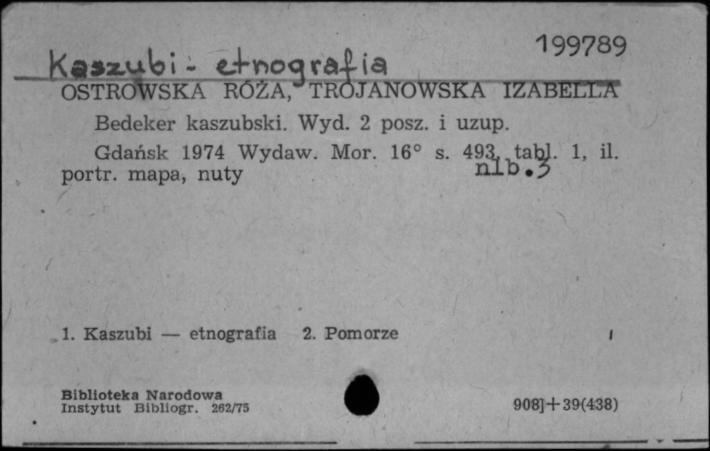 199789
Kaszubi - etnografia
OSTROWSKA RÓŻA, TROJANOWSKA IZABELLA
Bedeker kaszubski. Wyd. 2 posz. i uzup.
Gdańsk 1974 Wydaw. Mor. 16° s. 493, tabl. 1, il.
portr. mapa, nuty nlb. 3
1. Kaszubi — etnografia 2. Pomorze
Biblioteka Narodowa
Instytut Bibliogr. 262/75
908]+39(438)